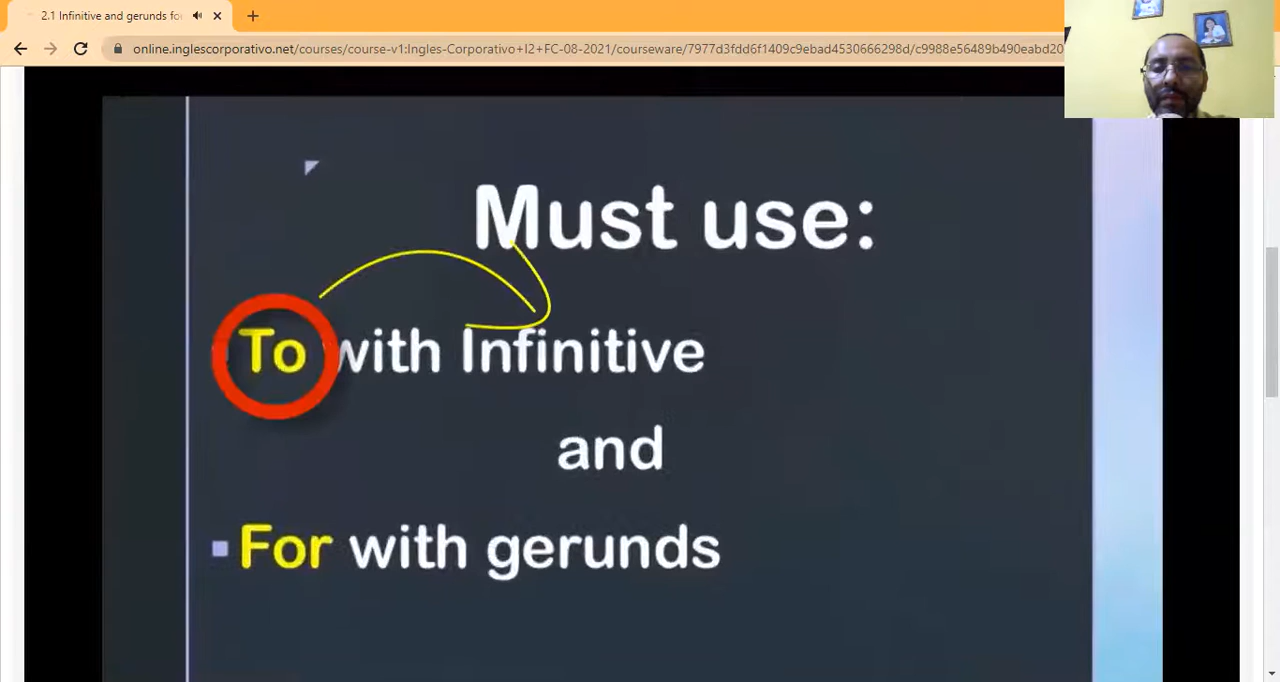 2.1 Infinitive and gerunds fo
online.inglescorporativo.net/courses/course-v1:Ingles-Corporativo+I2+FC-08-2021/courseware/7977d3fdd6f1409c9ebad4530666298d/c9988e56489b490eabd20
Must use:
To with Infinitive
and
For with gerunds